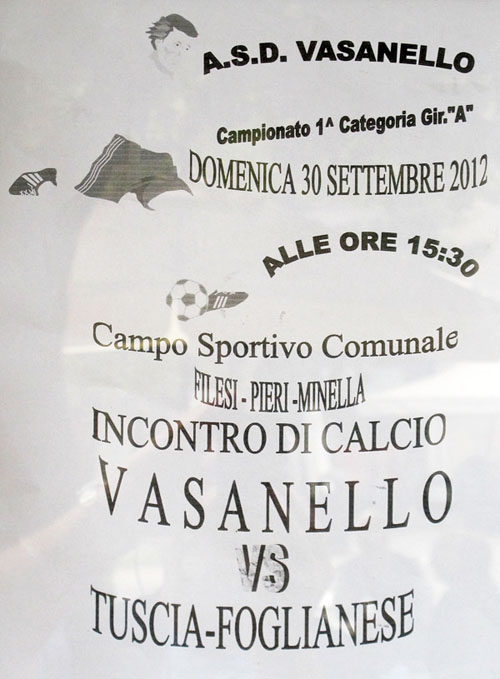 A.S.D. VASANELLO
Campionato 1^ Categoria Gir."A"
DOMENICA 30 SETTEMBRE 2012
ALLE ORE 15:30
Campo Sportivo Comunale
FILESI - PIERI -MINELLA
INCONTRO DI CALCIO
VASANELLO
VS
TUSCIA-FOGLIANESE